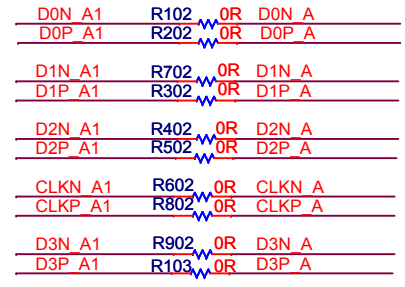 D0N_A1 R102 0R D0N_A
D0P_A1 R202 0R D0P_A
D1N_A1 R702 0R D1N_A
D1P_A1 R302 0R D1P_A
D2N_A1 R402 0R D2N_A
D2P_A1 R502 0R D2P_A
CLKN_A1 R602 0R CLKN_A
CLKP_A1 R802 0R CLKP_A
D3N_A1 R902 0R D3N_A
D3P_A1 R103 0R D3P_A